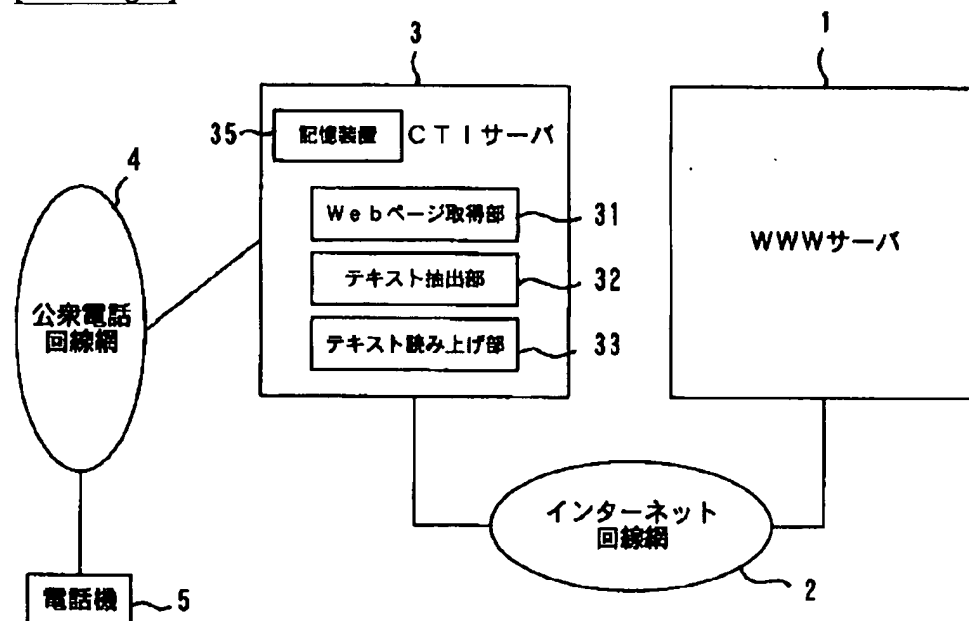 3
1
35
記憶装置
CTIサーバ
4
Webページ取得部
31
WWWサーバ
テキスト抽出部
32
公衆電話
回線網
テキスト読み上げ部
33
インターネット
回線網
2
電話機
5